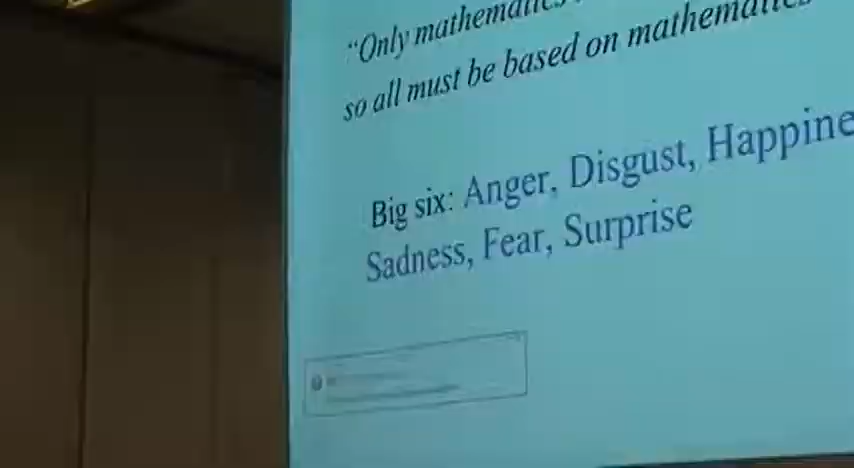 “Only mathematics
so all must be based on mathematics
Big six: Anger, Disgust, Happine
Sadness, Fear, Surprise